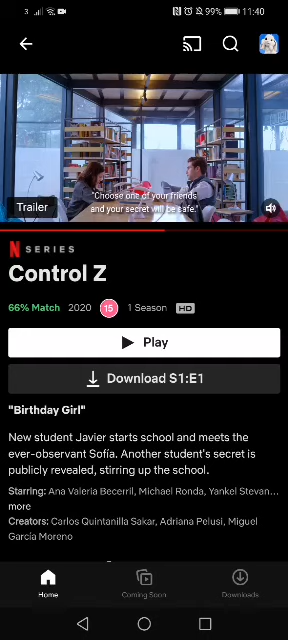 3
99%
11:40
"Choose one of your friends
and your secret will be safe."
Trailer
N SERIES
Control Z
66% Match 2020 15 1 Season HD
Play
Download S1:E1
"Birthday Girl"
New student Javier starts school and meets the
ever-observant Sofía. Another student's secret is
publicly revealed, stirring up the school.
Starring: Ana Valeria Becerril, Michael Ronda, Yankel Stevan...
more
Creators: Carlos Quintanilla Sakar, Adriana Pelusi, Miguel
García Moreno
Home
Coming Soon
Downloads